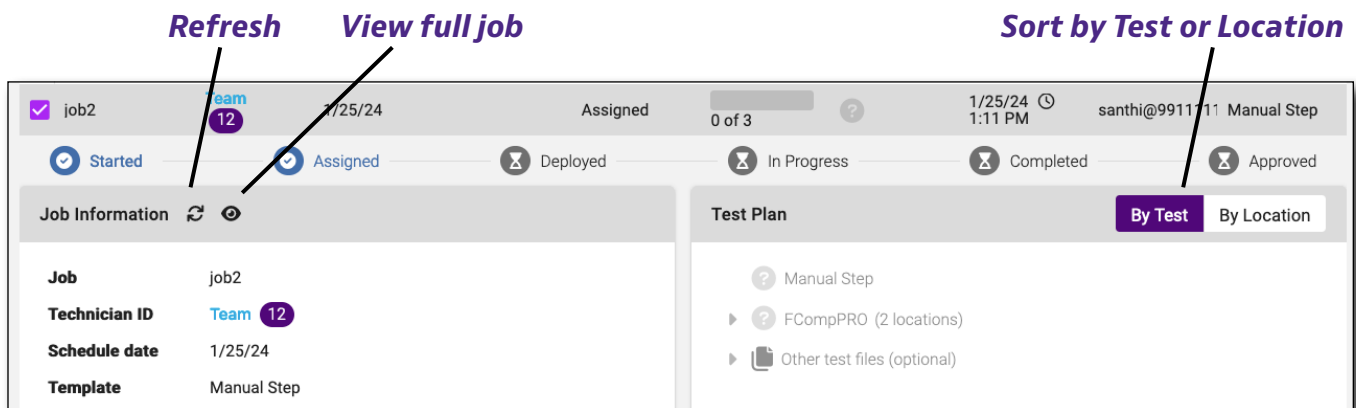 Refresh
View full job
Sort by Test or Location
job2
Team
12
1/25/24
Assigned
0 of 3
?
1/25/24
1:11 PM
santhi@9911111
Manual Step
Started
Assigned
Deployed
In Progress
Completed
Approved
Job Information
Test Plan
By Test
By Location
Job
job2
Technician ID
Team 12
Schedule date
1/25/24
Template
Manual Step
? Manual Step
? FCompPRO (2 locations)
Other test files (optional)